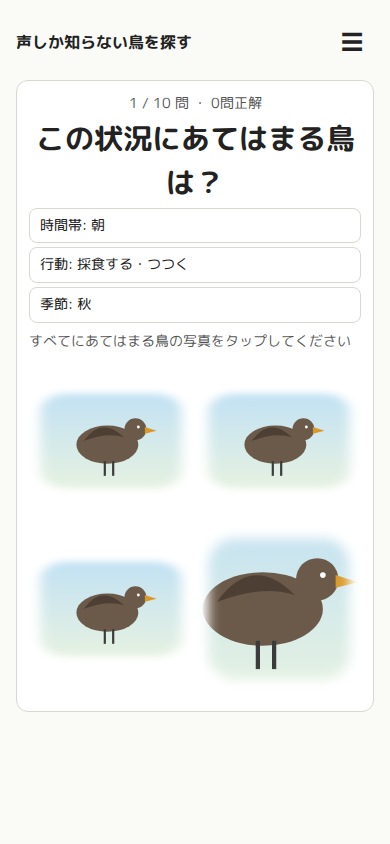 声しか知らない鳥を探す
1 / 10 問 · 0問正解
この状況にあてはまる鳥
は？
時間帯: 朝
行動: 採食する・つつく
季節: 秋
すべてにあてはまる鳥の写真をタップしてください